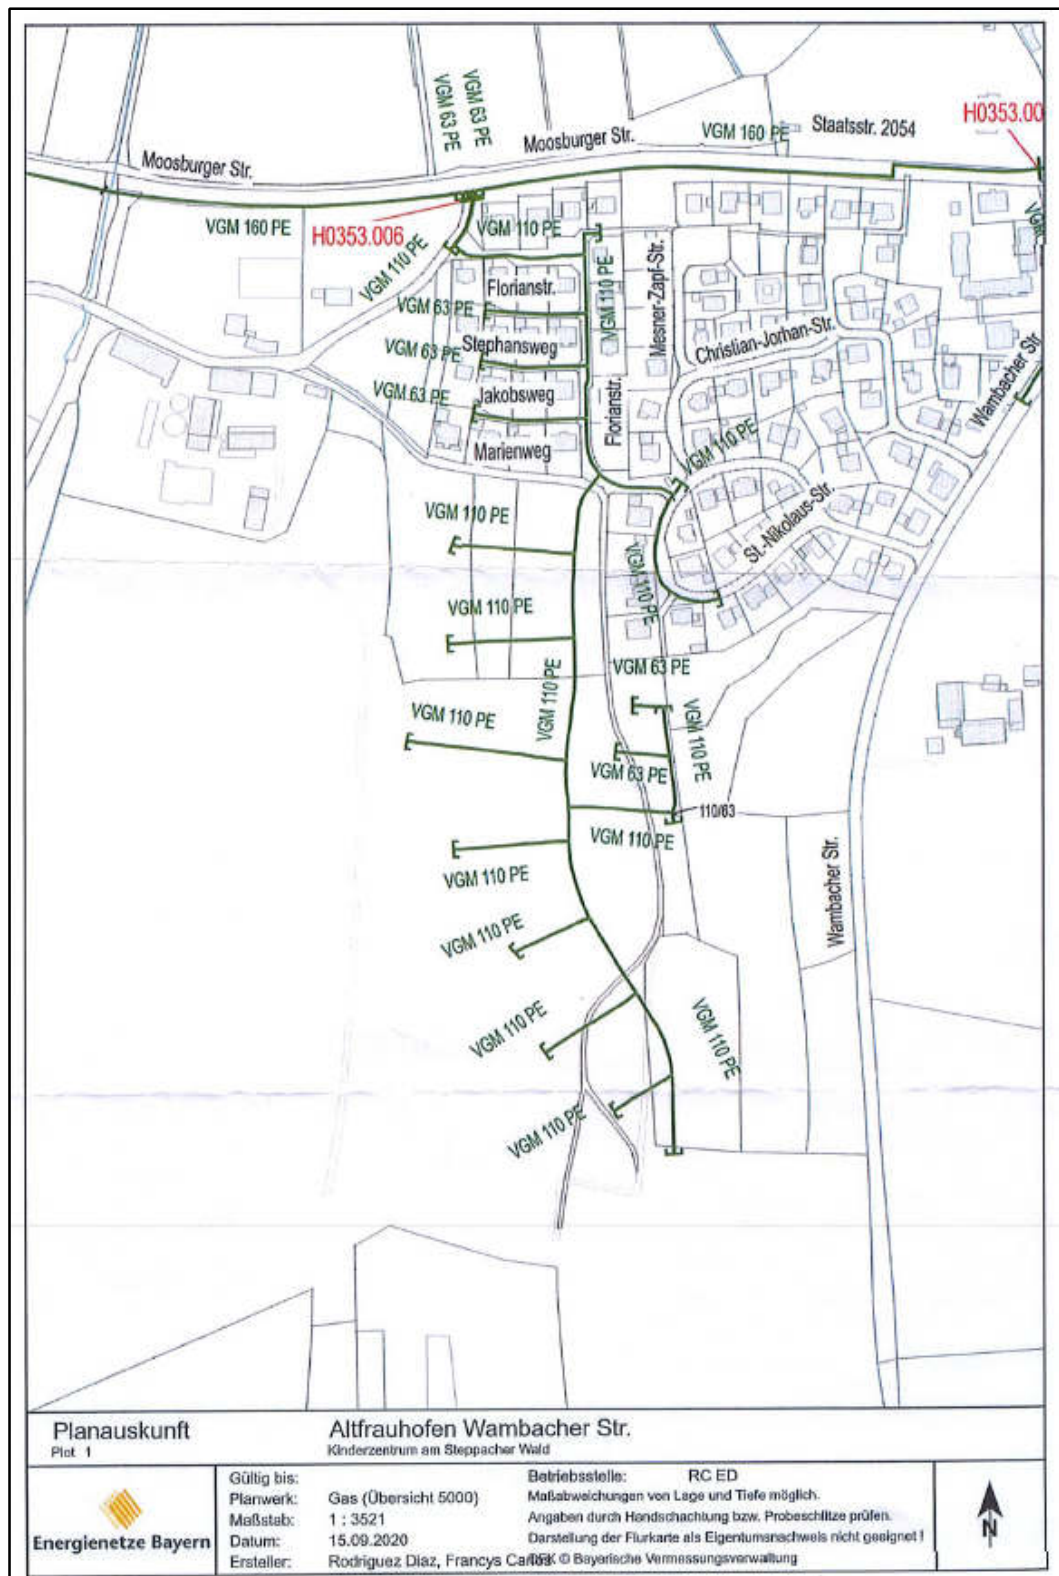 VGM 63 PE
VGM 63 PE
Moosburger Str.
Moosburger Str.
VGM 160 PE
Staatsstr. 2054
H0353.00
VGM 160 PE
H0353.006
VGM 110 PE
VGM 110 PE
VGM 110 PE
Mesner-Zapf-Str.
Florianstr.
VGM 63 PE
Stephansweg
Christian-Jorhan-Str.
VGM 63 PE
Jakobsweg
VGM 63 PE
Florianstr.
Wambacher Str.
Marienweg
VGM 110 PE
St.-Nikolaus-Str.
VGM 110 PE
VGM 110 PE
VGM 110 PE
VGM 63 PE
VGM 110 PE
VGM 110 PE
VGM 110 PE
VGM 63 PE
110/63
VGM 110 PE
VGM 110 PE
Wambacher Str.
VGM 110 PE
VGM 110 PE
VGM 110 PE
VGM 110 PE
Planauskunft
Plot 1
Altfrauhofen Wambacher Str.
Kinderzentrum am Steppacher Wald
Energienetze Bayern
Gültig bis:
Planwerk: Gas (Übersicht 5000)
Maßstab: 1 : 3521
Datum: 15.09.2020
Ersteller: Rodriguez Diaz, Francys Carlos
Betriebsstelle: RC ED
Maßabweichungen von Lage und Tiefe möglich.
Angaben durch Handschachtung bzw. Probeschlitze prüfen.
Darstellung der Flurkarte als Eigentumsnachweis nicht geeignet !
© Bayerische Vermessungsverwaltung
N